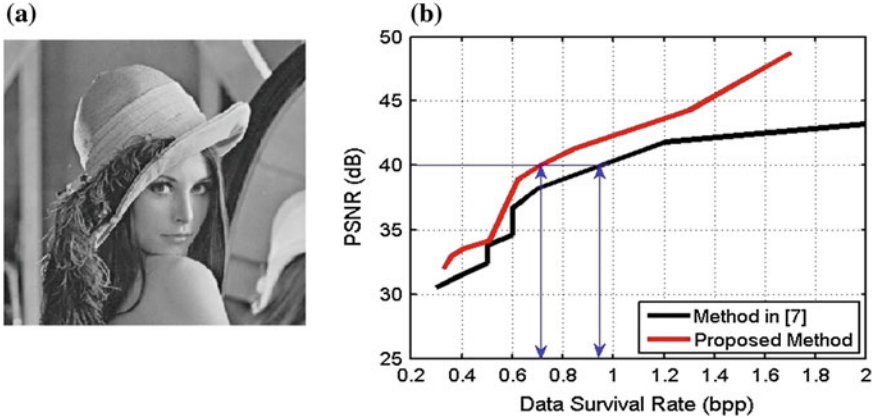 (a)
(b)
50
45
40
35
30
25
PSNR (dB)
0.2 0.4 0.6 0.8 1 1.2 1.4 1.6 1.8 2
Data Survival Rate (bpp)
Method in [7]
Proposed Method